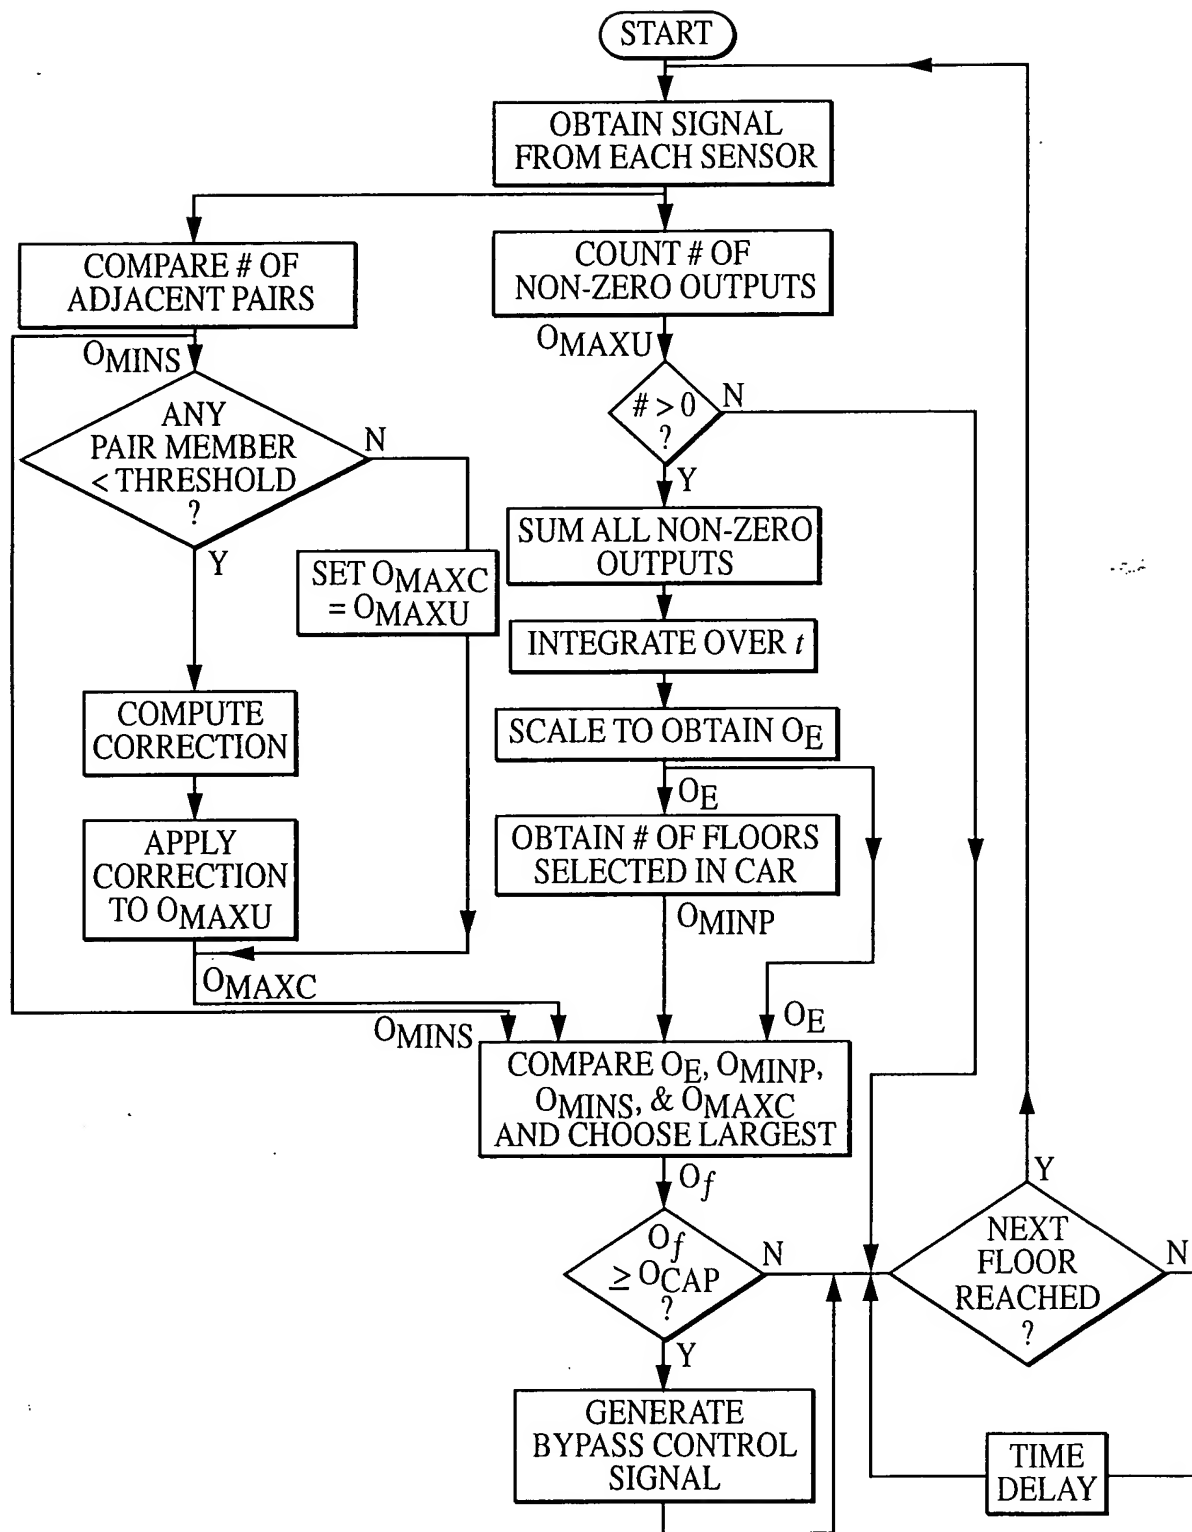 START
OBTAIN SIGNAL
FROM EACH SENSOR
COMPARE # OF
ADJACENT PAIRS
COUNT # OF
NON-ZERO OUTPUTS
OMINS
OMAXU
ANY
PAIR MEMBER
< THRESHOLD
?
N
Y
# > 0
?
N
Y
SET OMAXC
= OMAXU
SUM ALL NON-ZERO
OUTPUTS
INTEGRATE OVER t
COMPUTE
CORRECTION
SCALE TO OBTAIN OE
OE
APPLY
CORRECTION
TO OMAXU
OBTAIN # OF FLOORS
SELECTED IN CAR
OMINP
OMAXC
OMINS
OE
COMPARE OE, OMINP,
OMINS, & OMAXC
AND CHOOSE LARGEST
Of
Of
≥ OCAP
?
N
Y
NEXT
FLOOR
REACHED
?
Y
N
GENERATE
BYPASS CONTROL
SIGNAL
TIME
DELAY